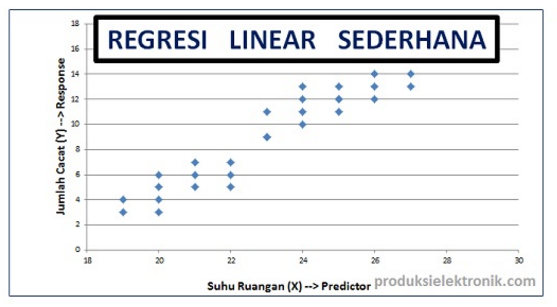 REGRESI LINEAR SEDERHANA
Jumlah Cacat (Y) --> Response
18
16
14
12
10
8
6
4
2
0
18 20 22 24 26 28 30
Suhu Ruangan (X) --> Predictor
produksielektronik.com